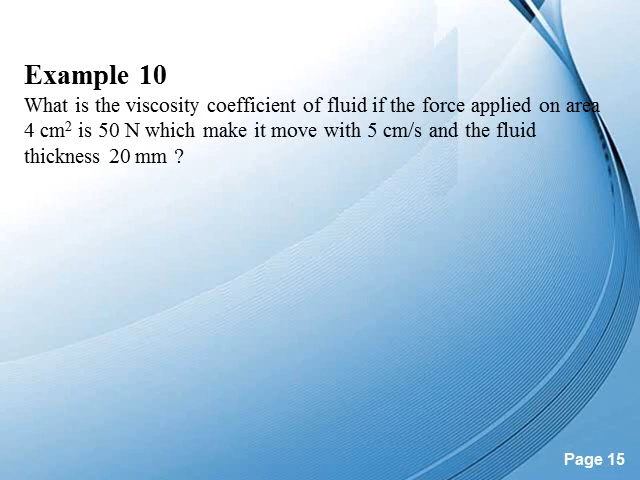 Example 10
What is the viscosity coefficient of fluid if the force applied on area
4 cm² is 50 N which make it move with 5 cm/s and the fluid
thickness 20 mm ?
Page 15